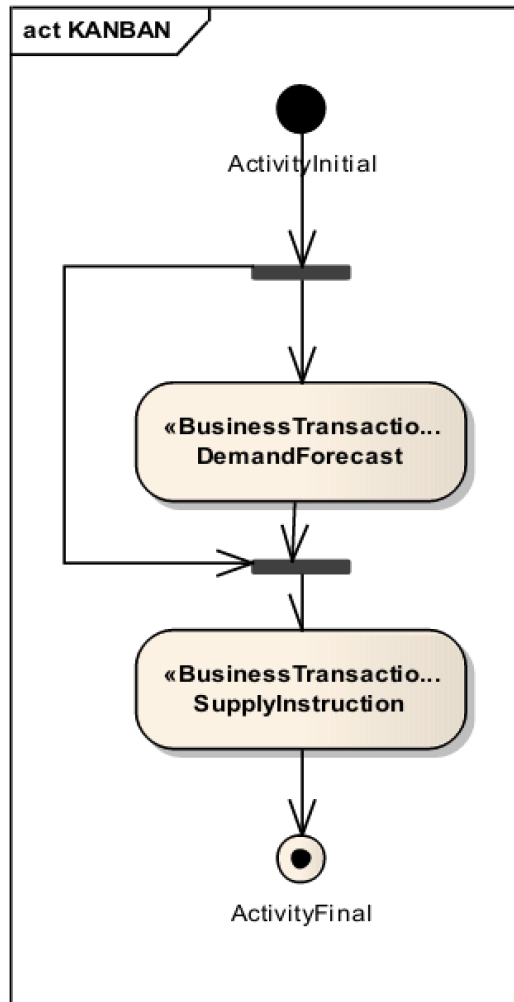 act KANBAN
ActivityInitial
«BusinessTransactio...
DemandForecast
«BusinessTransactio...
SupplyInstruction
ActivityFinal